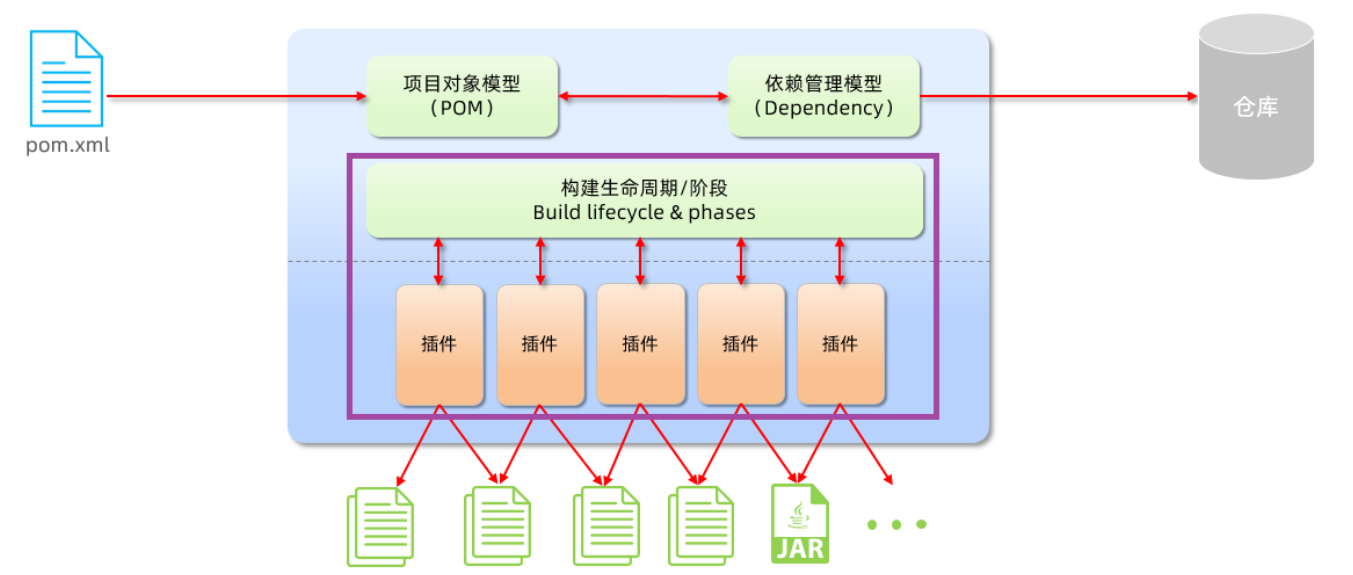 项目对象模型
（POM）
依赖管理模型
（Dependency）
仓库
pom.xml
构建生命周期/阶段
Build lifecycle & phases
插件
插件
插件
插件
插件
JAR